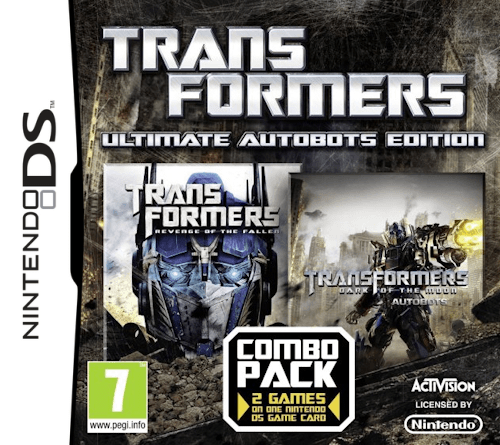 NINTENDO DS™
TRANS
FORMERS
ULTIMATE AUTOBOTS EDITION
TRANS
FORMERS
REVENGE OF THE FALLEN
TRANSFORMERS
DARK OF THE MOON
AUTOBOTS
COMBO
PACK
2 GAMES
ON ONE NINTENDO
DS GAME CARD
7
www.pegi.info
ACTIVISION
LICENSED BY
Nintendo